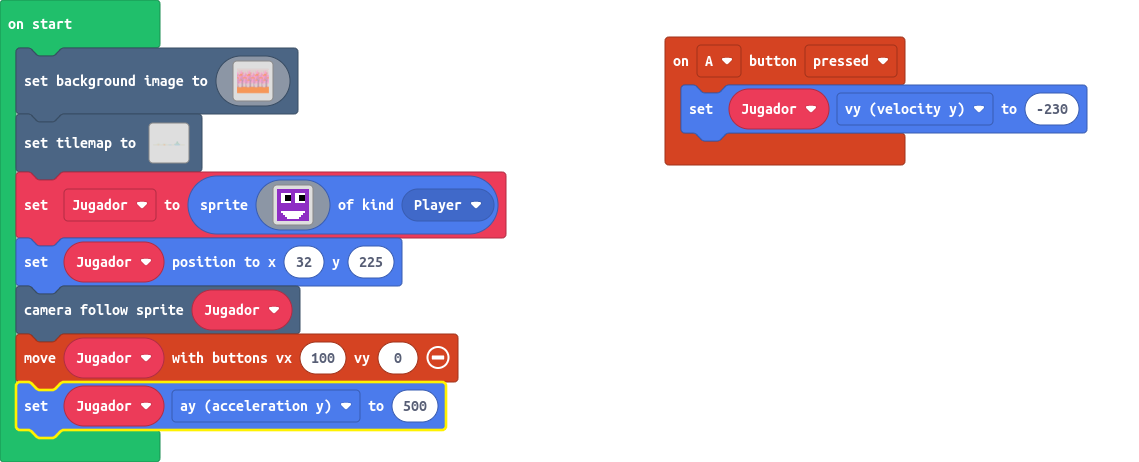 on start
set background image to
set tilemap to
set Jugador to sprite of kind Player
set Jugador position to x 32 y 225
camera follow sprite Jugador
move Jugador with buttons vx 100 vy 0
set Jugador ay (acceleration y) to 500
on A button pressed
set Jugador vy (velocity y) to -230